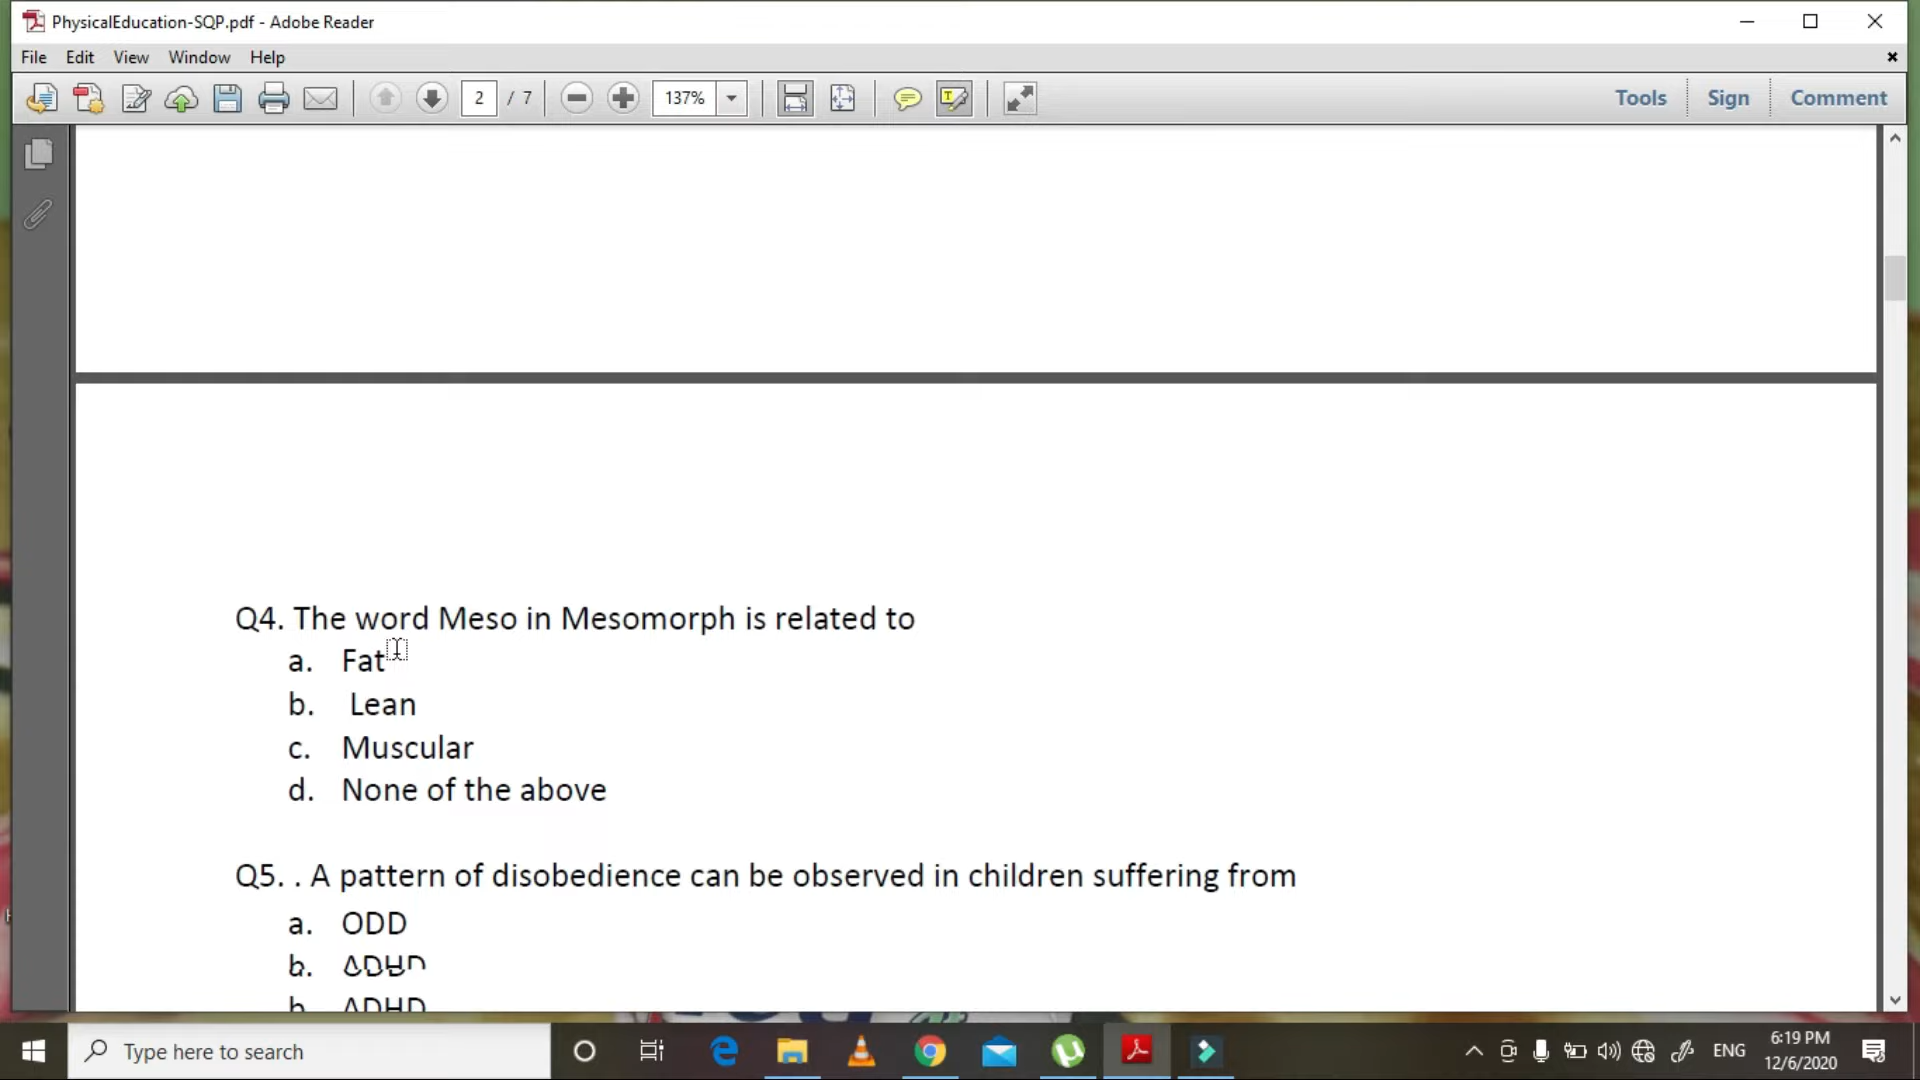 PhysicalEducation-SQP.pdf - Adobe Reader
File Edit View Window Help
2 / 7 137% Tools Sign Comment
Q4. The word Meso in Mesomorph is related to
a. Fat
b. Lean
c. Muscular
d. None of the above
Q5. . A pattern of disobedience can be observed in children suffering from
a. ODD
b. ADHD
b. ADHD
Type here to search
ENG
6:19 PM
12/6/2020